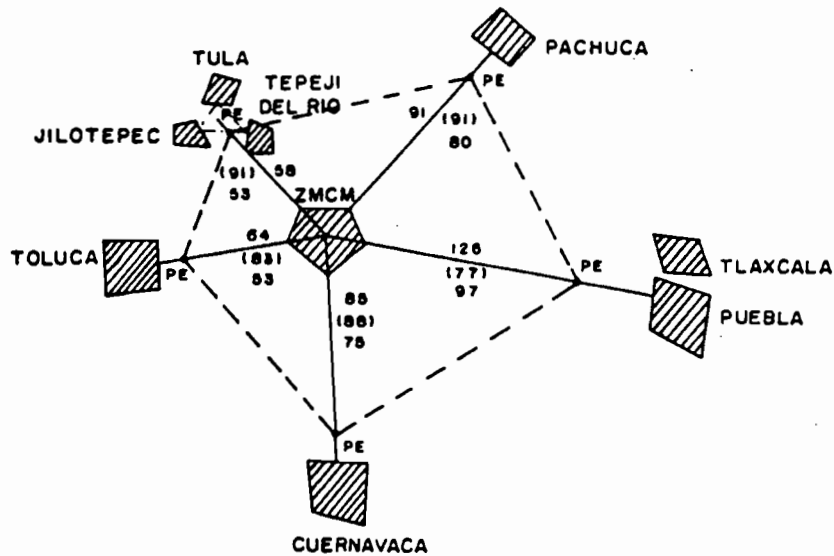 PACHUCA
TULA
TEPEJI
DEL RIO
PE
PE
JILOTEPEC
91
(91)
80
58
(91)
53
ZMCM
64
(83)
53
126
(77)
97
TOLUCA
PE
PE
TLAXCALA
PUEBLA
85
(88)
75
PE
CUERNAVACA